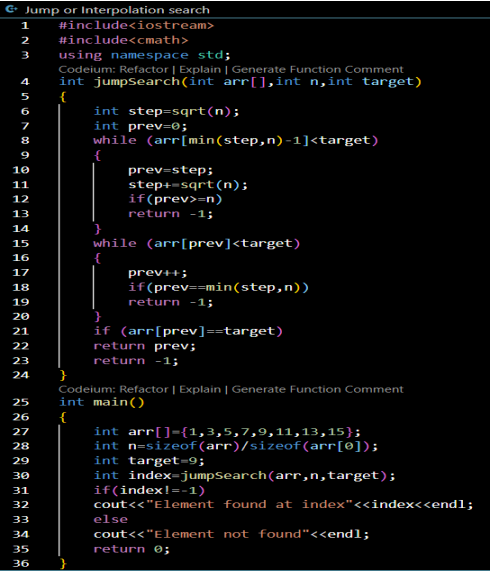 Jump or Interpolation search
1 #include<iostream>
2 #include<cmath>
3 using namespace std;
Codeium: Refactor | Explain | Generate Function Comment
4 int jumpSearch(int arr[],int n,int target)
5 {
6 int step=sqrt(n);
7 int prev=0;
8 while (arr[min(step,n)-1]<target)
9 {
10 prev=step;
11 step+=sqrt(n);
12 if(prev>=n)
13 return -1;
14 }
15 while (arr[prev]<target)
16 {
17 prev++;
18 if(prev==min(step,n))
19 return -1;
20 }
21 if (arr[prev]==target)
22 return prev;
23 return -1;
24 }
Codeium: Refactor | Explain | Generate Function Comment
25 int main()
26 {
27 int arr[]={1,3,5,7,9,11,13,15};
28 int n=sizeof(arr)/sizeof(arr[0]);
29 int target=9;
30 int index=jumpSearch(arr,n,target);
31 if(index!=-1)
32 cout<<"Element found at index"<<index<<endl;
33 else
34 cout<<"Element not found"<<endl;
35 return 0;
36 }